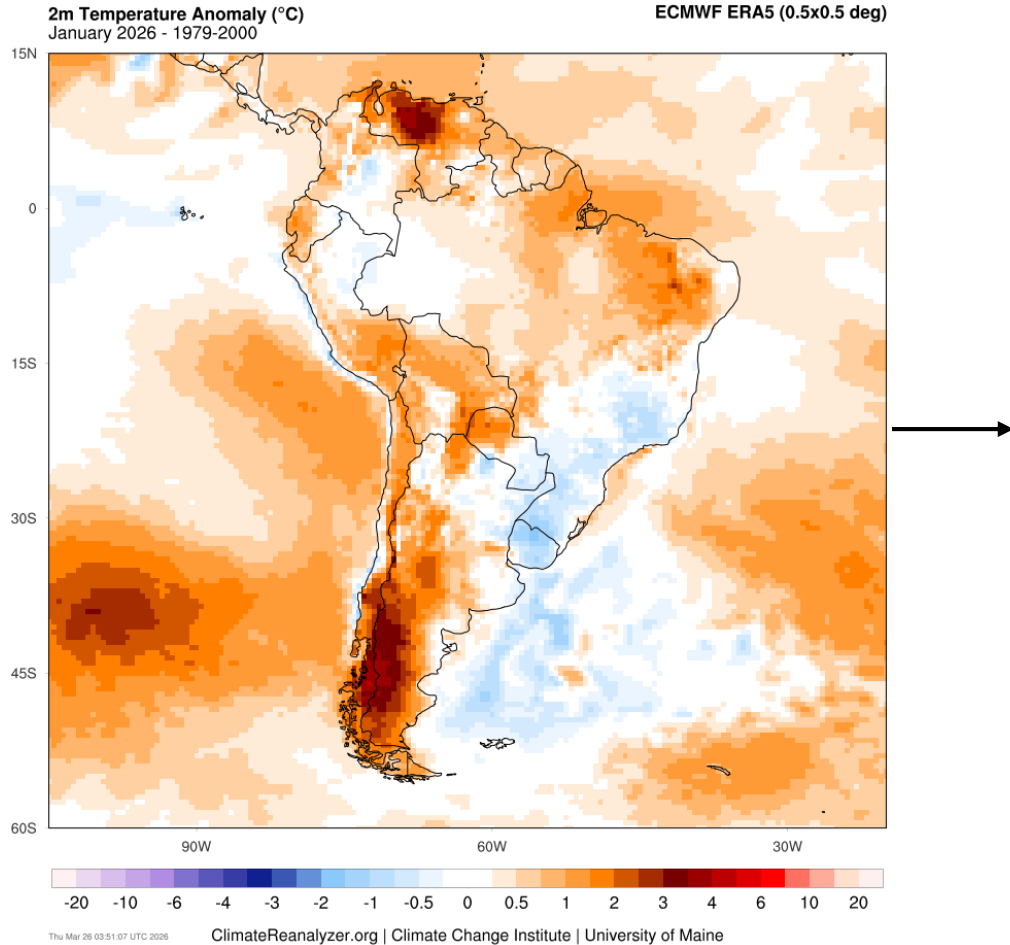 2m Temperature Anomaly (°C)
January 2026 - 1979-2000
ECMWF ERA5 (0.5x0.5 deg)
15N
0
15S
30S
45S
60S
90W
60W
30W
-20 -10 -6 -4 -3 -2 -1 -0.5 0 0.5 1 2 3 4 6 10 20
Thu Mar 26 03:51:07 UTC 2026
ClimateReanalyzer.org | Climate Change Institute | University of Maine